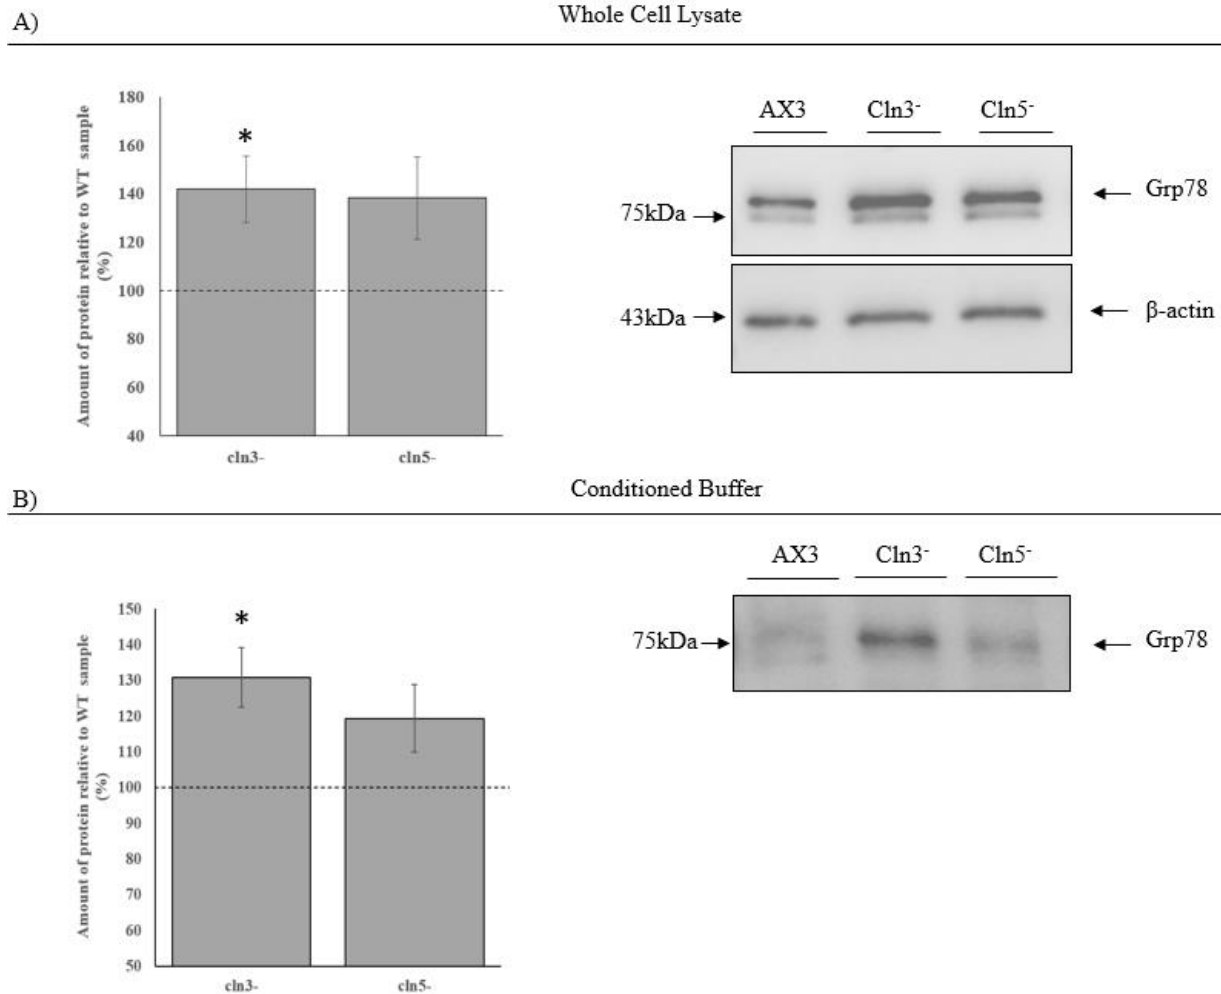 A)
Whole Cell Lysate
Amount of protein relative to WT sample
(%)
180
160
140
120
100
80
60
40
*
cln3-
cln5-
AX3
Cln3-
Cln5-
75kDa
Grp78
43kDa
β-actin
B)
Conditioned Buffer
Amount of protein relative to WT sample
(%)
150
140
130
120
110
100
90
80
70
60
50
*
cln3-
cln5-
AX3
Cln3-
Cln5-
75kDa
Grp78